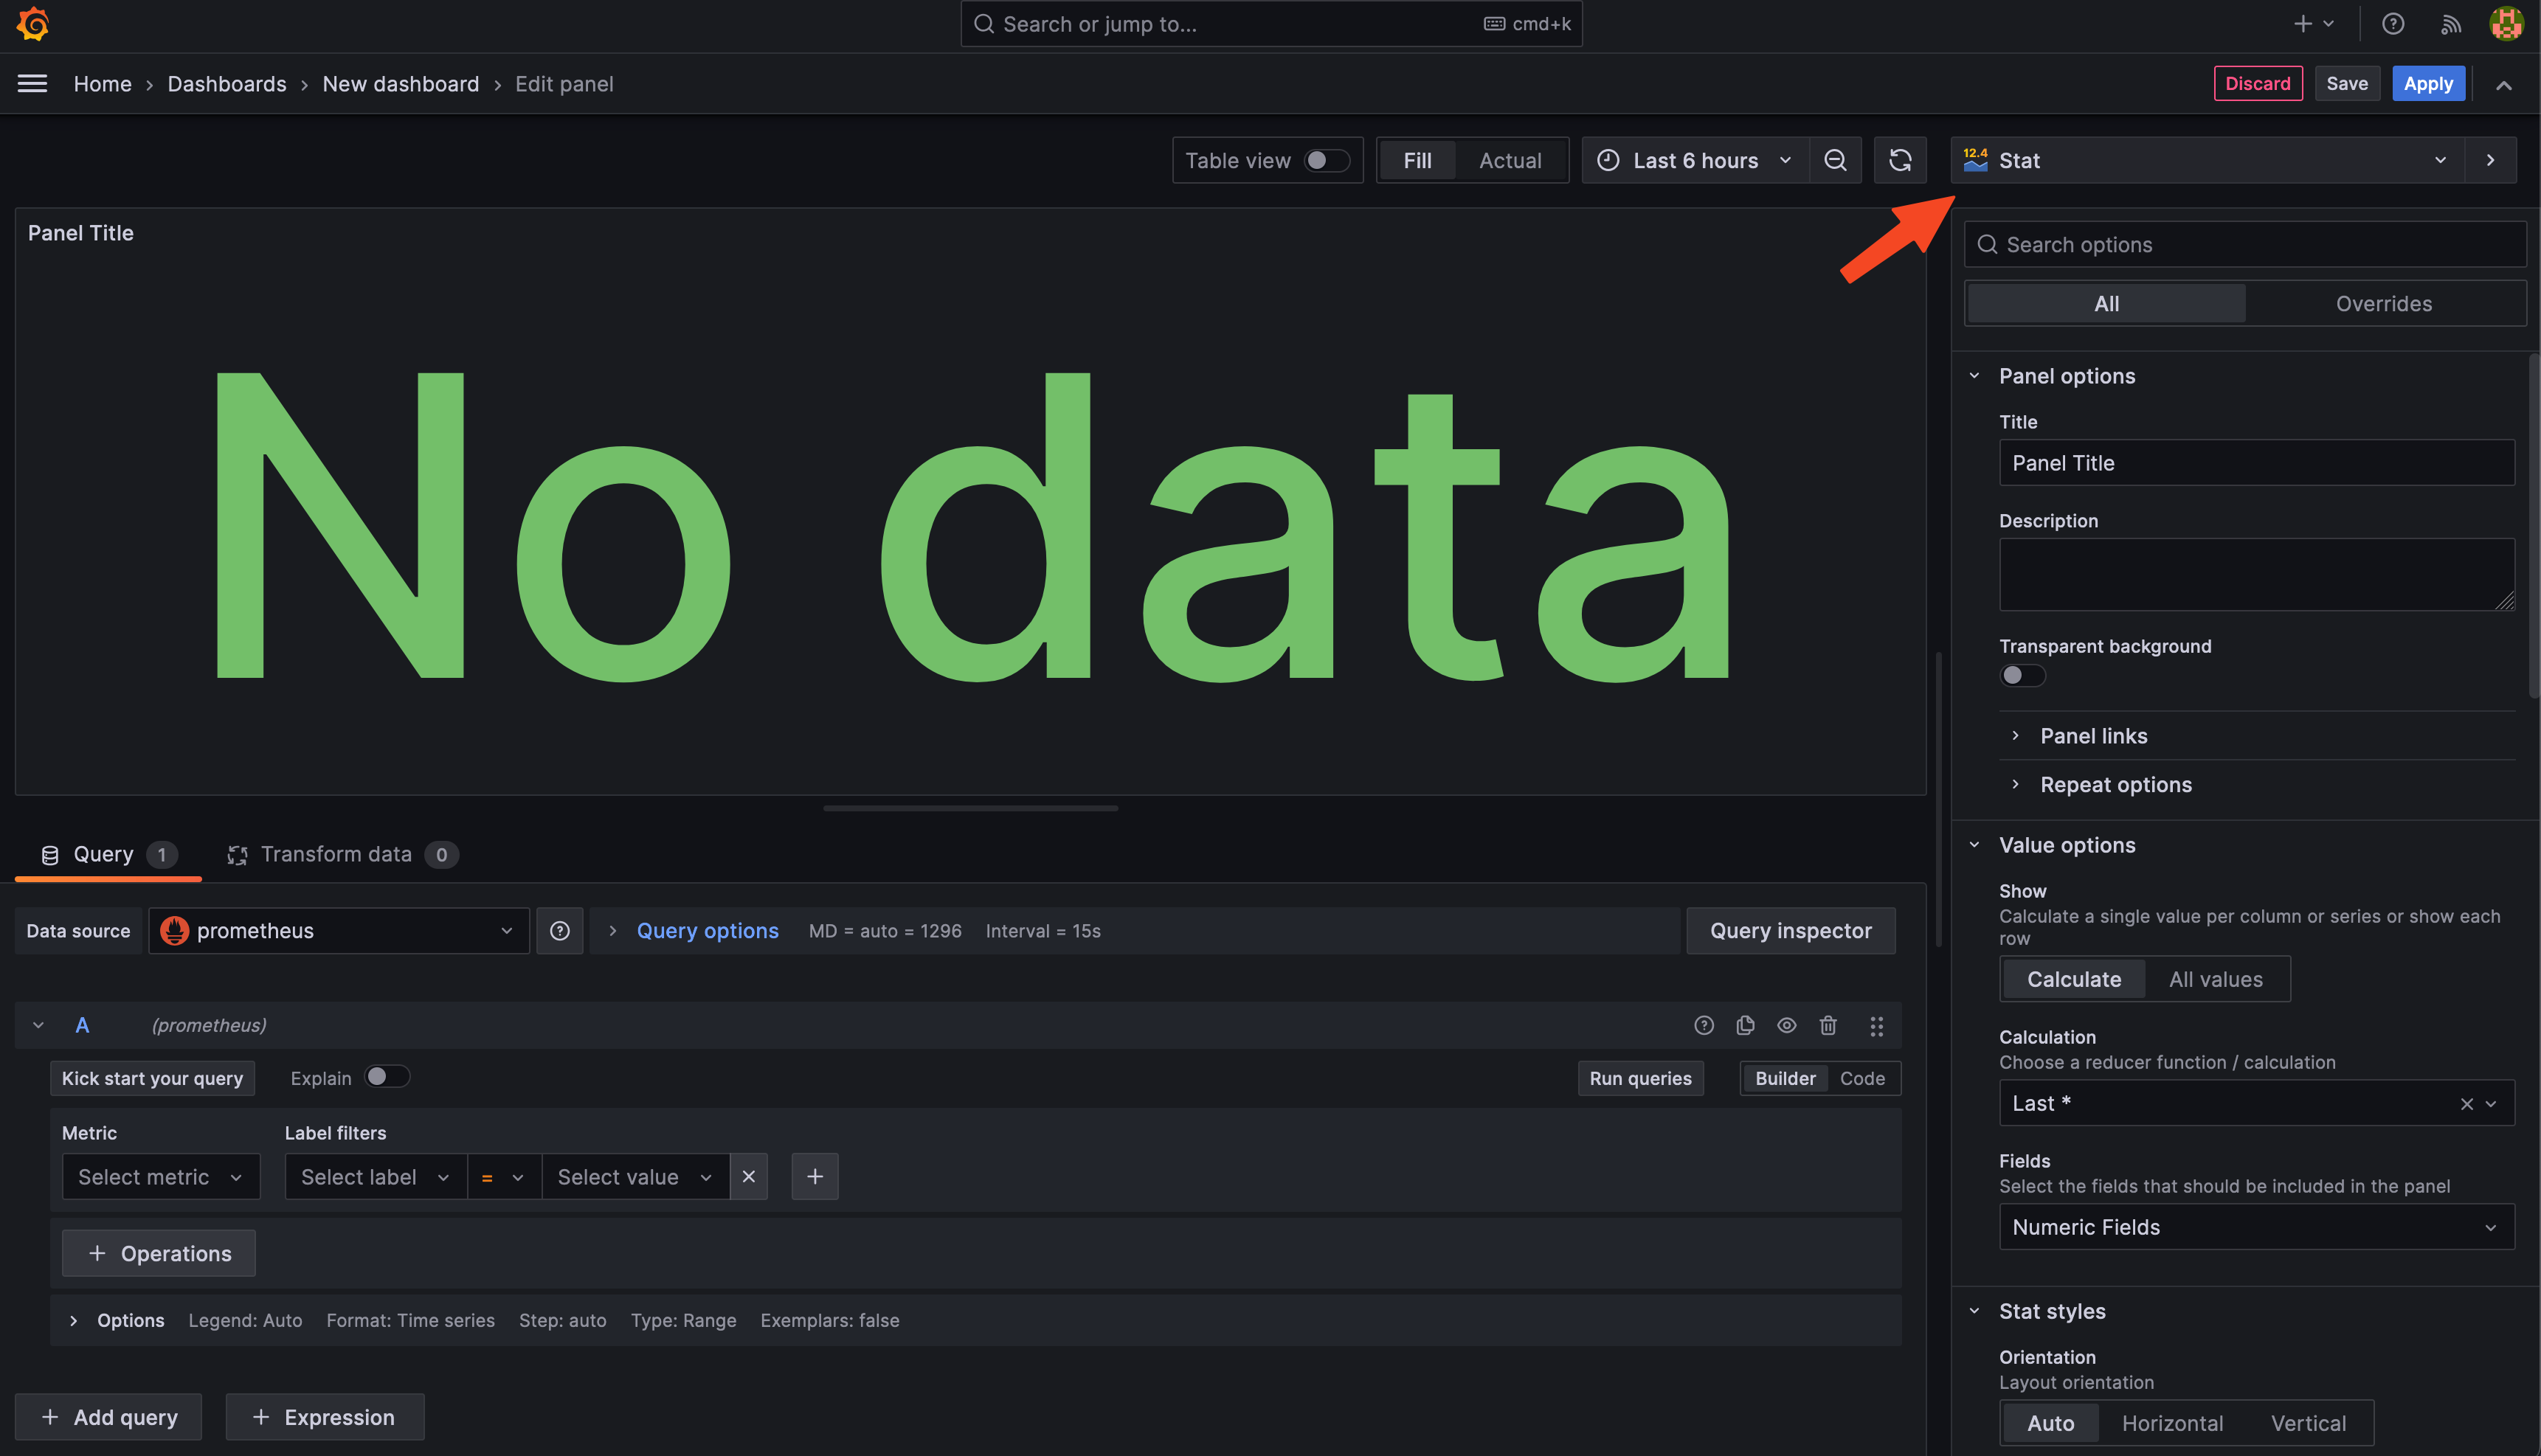 Search or jump to...
cmd+k
Home › Dashboards › New dashboard › Edit panel
Discard
Save
Apply
Table view
Fill
Actual
Last 6 hours
12.4
Stat
Panel Title
No data
Search options
All
Overrides
Panel options
Title
Panel Title
Description
Transparent background
Panel links
Repeat options
Value options
Show
Calculate a single value per column or series or show each
row
Calculate
All values
Calculation
Choose a reducer function / calculation
Last *
Fields
Select the fields that should be included in the panel
Numeric Fields
Stat styles
Orientation
Layout orientation
Auto
Horizontal
Vertical
Query 1
Transform data 0
Data source
prometheus
Query options
MD = auto = 1296
Interval = 15s
Query inspector
A
(prometheus)
Kick start your query
Explain
Run queries
Builder
Code
Metric
Label filters
Select metric
Select label
=
Select value
+ Operations
Options
Legend: Auto
Format: Time series
Step: auto
Type: Range
Exemplars: false
+ Add query
+ Expression